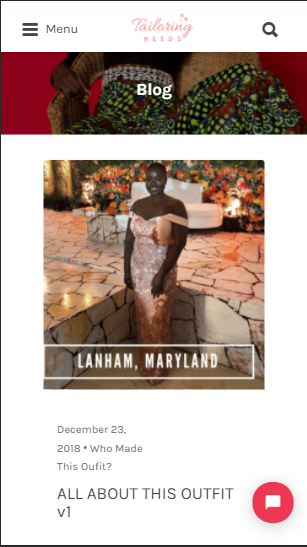 Menu
Tailoring
NEEDS
Blog
LANHAM, MARYLAND
December 23,
2018 • Who Made
This Oufit?
ALL ABOUT THIS OUTFIT
v1